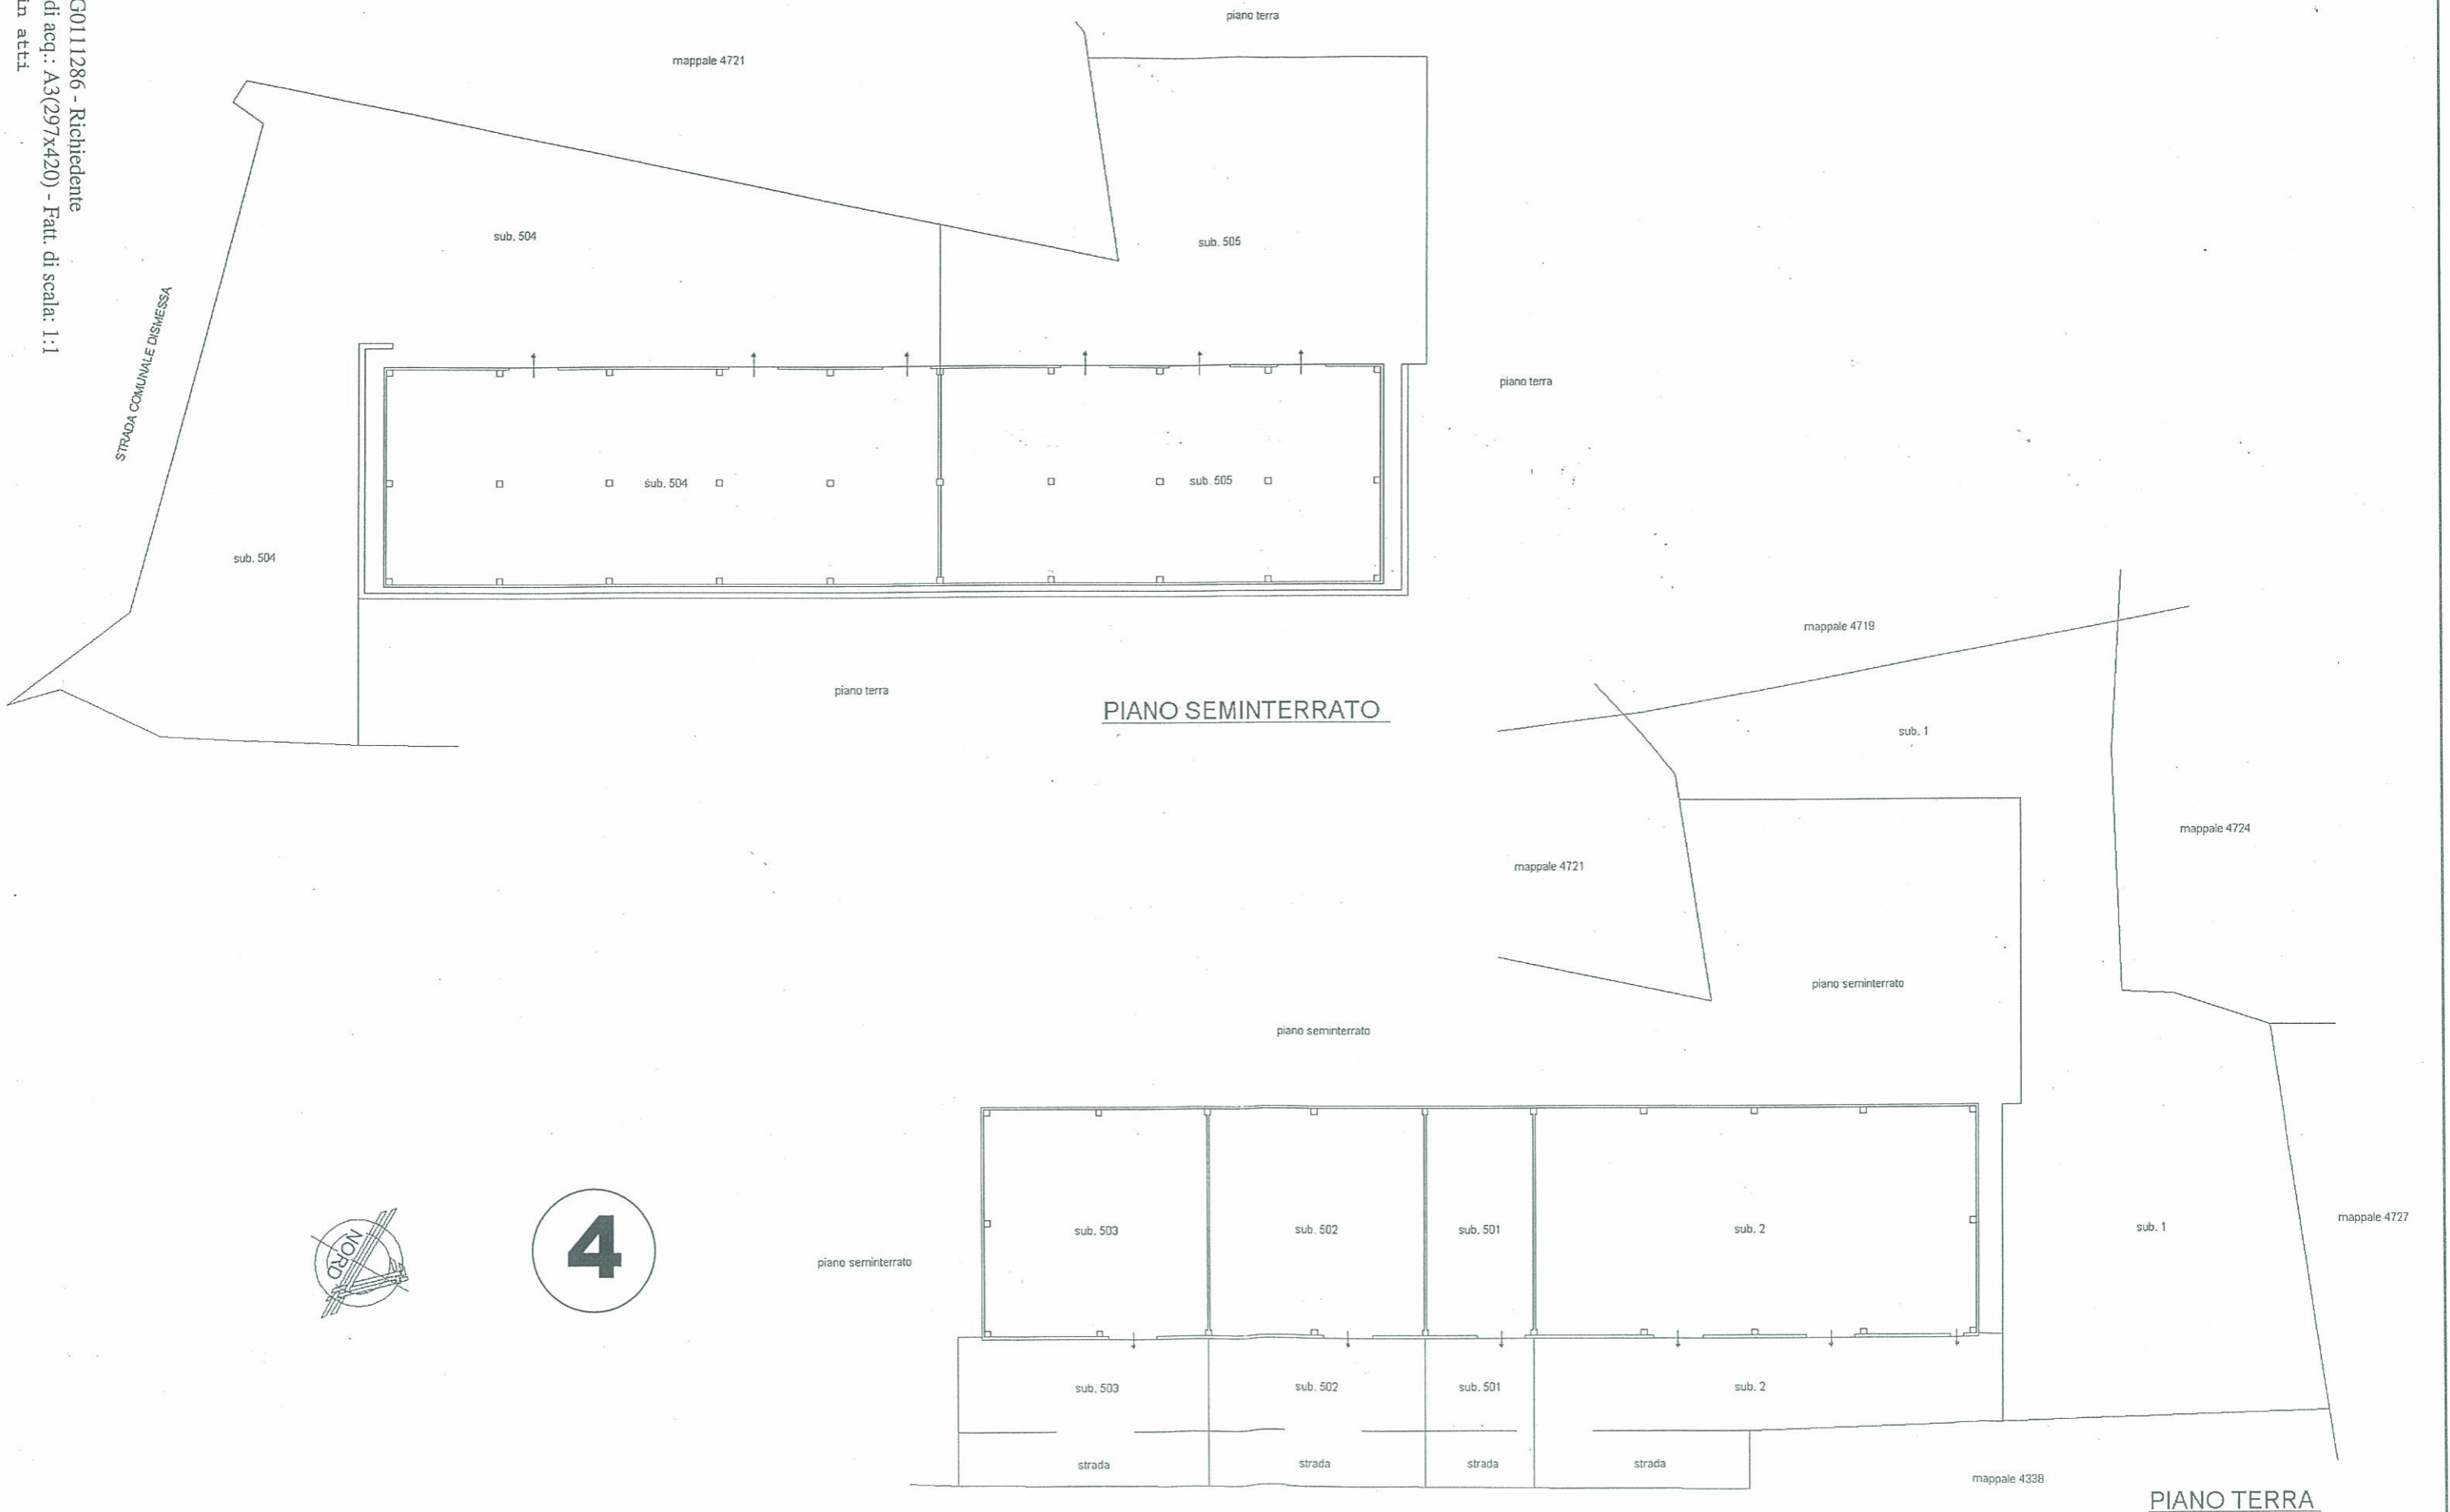 G0111286 - Richiedente
di acq.: A3(297x420) - Fatt. di scala: 1:1
in atti
piano terra
mappale 4721
sub. 504
sub. 505
STRADA COMUNALE DISMESSA
piano terra
sub. 504
sub. 505
sub. 504
piano terra
PIANO SEMINTERRATO
mappale 4719
sub. 1
mappale 4724
mappale 4721
piano seminterrato
piano seminterrato
NORD
4
piano seminterrato
sub. 503
sub. 502
sub. 501
sub. 2
sub. 1
mappale 4727
sub. 503
sub. 502
sub. 501
sub. 2
strada
strada
strada
strada
mappale 4338
PIANO TERRA